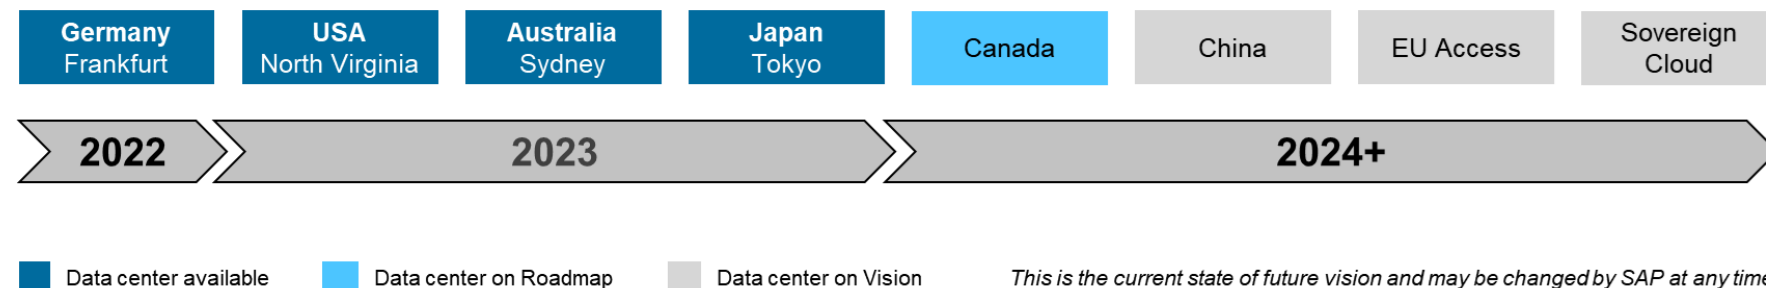 Germany
Frankfurt
USA
North Virginia
Australia
Sydney
Japan
Tokyo
Canada
China
EU Access
Sovereign
Cloud
2022
2023
2024+
Data center available
Data center on Roadmap
Data center on Vision
This is the current state of future vision and may be changed by SAP at any time